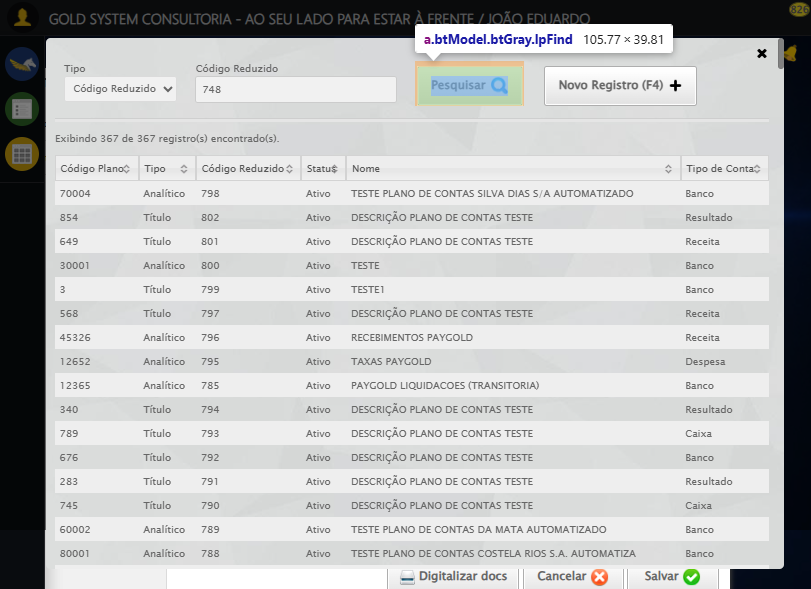 GOLD SYSTEM CONSULTORIA - AO SEU LADO PARA ESTAR À FRENTE / JOÃO EDUARDO
826
a.btModel.btGray.lpFind 105.77 × 39.81
Tipo
Código Reduzido
Código Reduzido
748
Pesquisar
Novo Registro (F4)
Exibindo 367 de 367 registro(s) encontrado(s).
Código Plano Tipo Código Reduzido Status Nome Tipo de Conta
70004 Analítico 798 Ativo TESTE PLANO DE CONTAS SILVA DIAS S/A AUTOMATIZADO Banco
854 Título 802 Ativo DESCRIÇÃO PLANO DE CONTAS TESTE Resultado
649 Título 801 Ativo DESCRIÇÃO PLANO DE CONTAS TESTE Receita
30001 Analítico 800 Ativo TESTE Banco
3 Título 799 Ativo TESTE1 Banco
568 Título 797 Ativo DESCRIÇÃO PLANO DE CONTAS TESTE Receita
45326 Analítico 796 Ativo RECEBIMENTOS PAYGOLD Receita
12652 Analítico 795 Ativo TAXAS PAYGOLD Despesa
12365 Analítico 785 Ativo PAYGOLD LIQUIDACOES (TRANSITORIA) Banco
340 Título 794 Ativo DESCRIÇÃO PLANO DE CONTAS TESTE Resultado
789 Título 793 Ativo DESCRIÇÃO PLANO DE CONTAS TESTE Caixa
676 Título 792 Ativo DESCRIÇÃO PLANO DE CONTAS TESTE Banco
283 Título 791 Ativo DESCRIÇÃO PLANO DE CONTAS TESTE Resultado
745 Título 790 Ativo DESCRIÇÃO PLANO DE CONTAS TESTE Caixa
60002 Analítico 789 Ativo TESTE PLANO DE CONTAS DA MATA AUTOMATIZADO Banco
80001 Analítico 788 Ativo TESTE PLANO DE CONTAS COSTELA RIOS S.A. AUTOMATIZA Banco
Digitalizar docs Cancelar Salvar